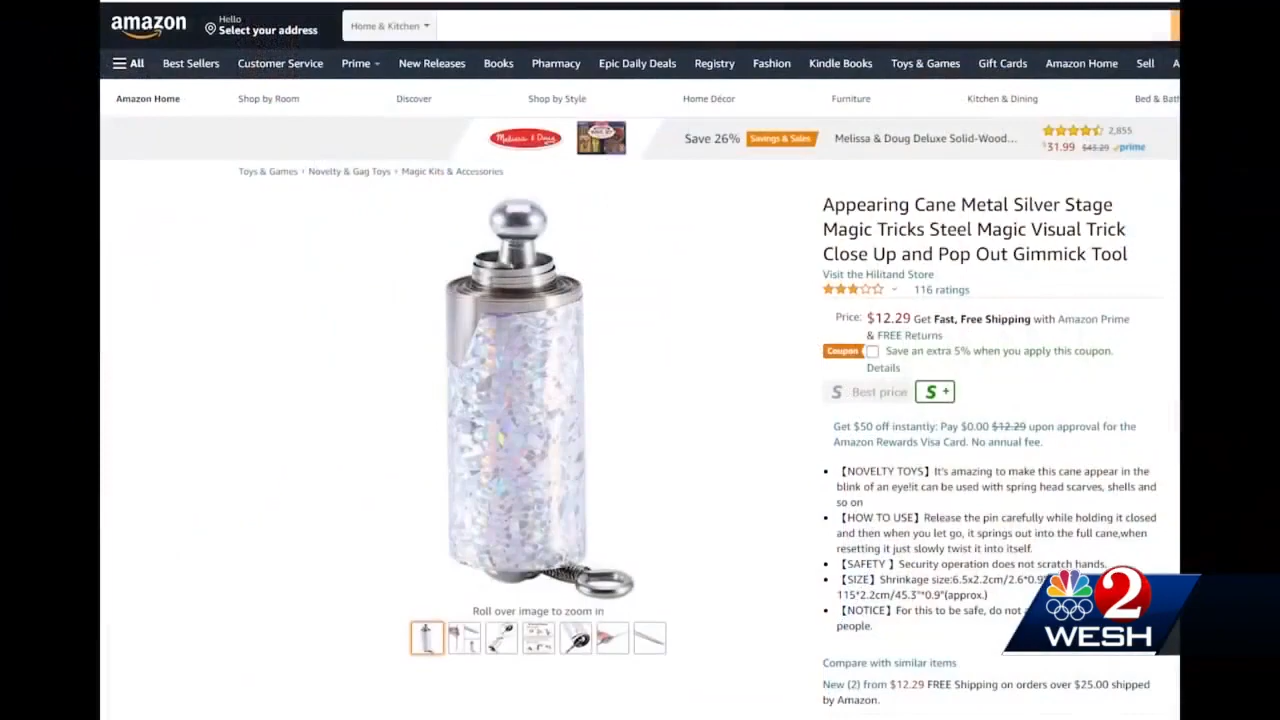 amazon
Hello
Select your address
Home & Kitchen
All Best Sellers Customer Service Prime New Releases Books Pharmacy Epic Daily Deals Registry Fashion Kindle Books Toys & Games Gift Cards Amazon Home Sell A
Amazon Home Shop by Room Discover Shop by Style Home Décor Furniture Kitchen & Dining Bed & Bath
Melissa & Doug Save 26% Savings & Sales Melissa & Doug Deluxe Solid-Wood... 2,855
$31.99 $43.29 prime
Toys & Games › Novelty & Gag Toys › Magic Kits & Accessories
Appearing Cane Metal Silver Stage
Magic Tricks Steel Magic Visual Trick
Close Up and Pop Out Gimmick Tool
Visit the Hilitand Store
116 ratings
Price: $12.29 Get Fast, Free Shipping with Amazon Prime
& FREE Returns
Coupon Save an extra 5% when you apply this coupon.
Details
S Best price S +
Get $50 off instantly: Pay $0.00 $12.29 upon approval for the
Amazon Rewards Visa Card. No annual fee.
• 【NOVELTY TOYS】It's amazing to make this cane appear in the
blink of an eye!it can be used with spring head scarves, shells and
so on
• 【HOW TO USE】Release the pin carefully while holding it closed
and then when you let go, it springs out into the full cane,when
resetting it just slowly twist it into itself.
• 【SAFETY 】Security operation does not scratch hands.
• 【SIZE】Shrinkage size:6.5x2.2cm/2.6*0.9"
115*2.2cm/45.3"*0.9"(approx.)
• 【NOTICE】For this to be safe, do not
people.
Roll over image to zoom in
2
WESH
Compare with similar items
New (2) from $12.29 FREE Shipping on orders over $25.00 shipped
by Amazon.